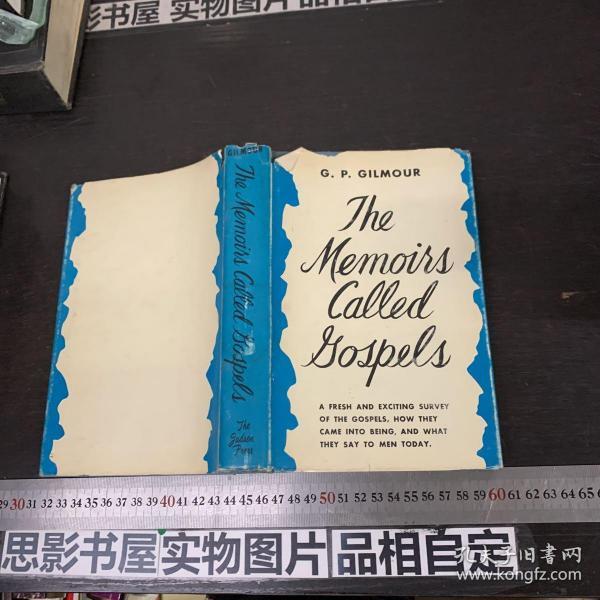 影书屋 实物图片 品相自
G. P. GILMOUR
The
Memoirs
Called
Gospels
A FRESH AND EXCITING SURVEY
OF THE GOSPELS, HOW THEY
CAME INTO BEING, AND WHAT
THEY SAY TO MEN TODAY.
GILMOUR
The Memoirs Called Gospels
The
Judson
Press
29 30 31 32 33 34 35 36 37 38 39 40 41 42 43 44 45 46 47 48 49 50 51 52 53 54 55 56 57 58 59 60 61 62 63 64 65
思影书屋 实物图片 品相自定
孔夫子旧书网
www.kongfz.com